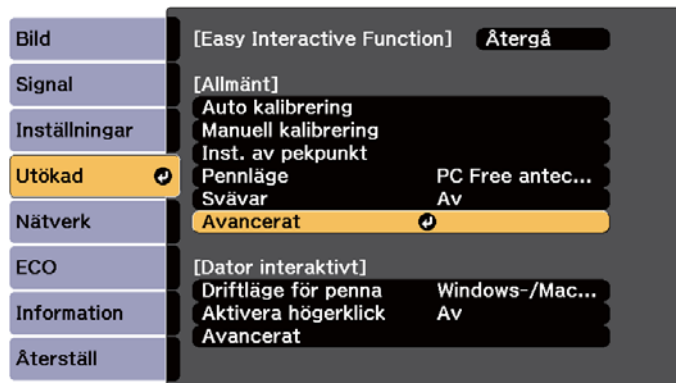 Bild
Signal
Inställningar
Utökad
Nätverk
ECO
Information
Återställ
[Easy Interactive Function] Återgå
[Allmänt]
Auto kalibrering
Manuell kalibrering
Inst. av pekpunkt
Pennläge PC Free antec...
Svävar Av
Avancerat
[Dator interaktivt]
Driftläge för penna Windows-/Mac...
Aktivera högerklick Av
Avancerat